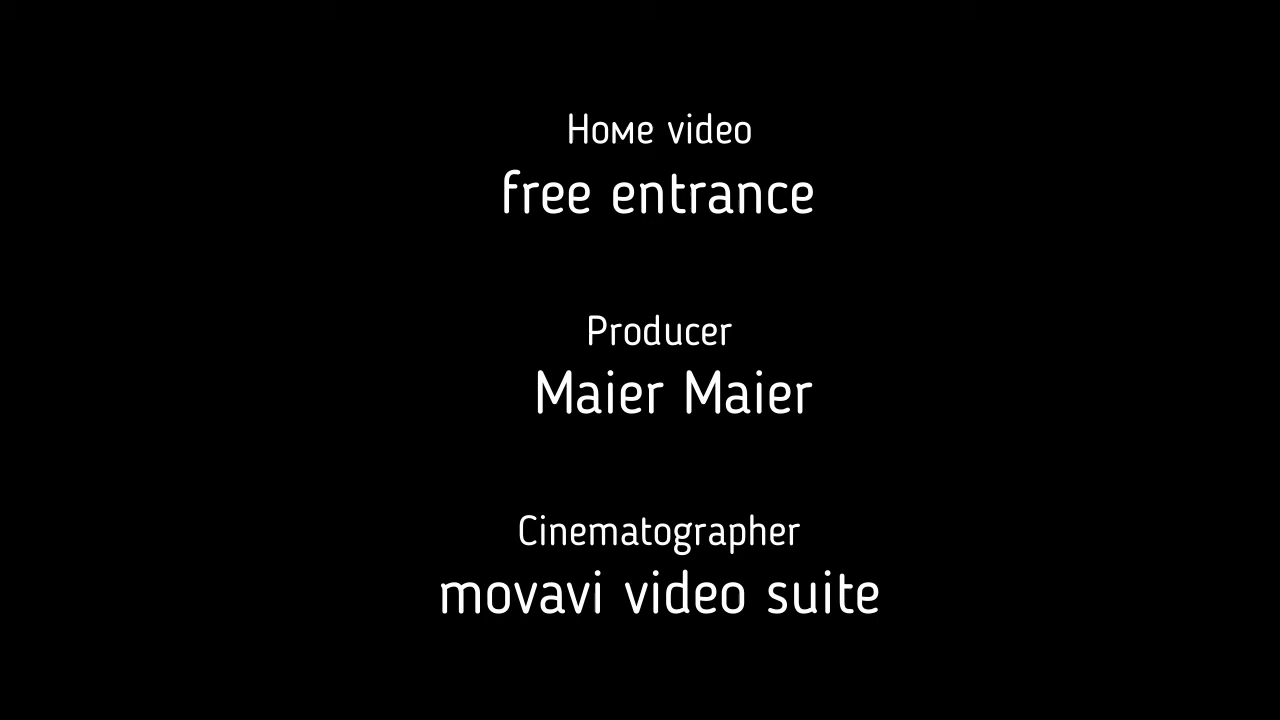 Home video
free entrance
Producer
Maier Maier
Cinematographer
movavi video suite